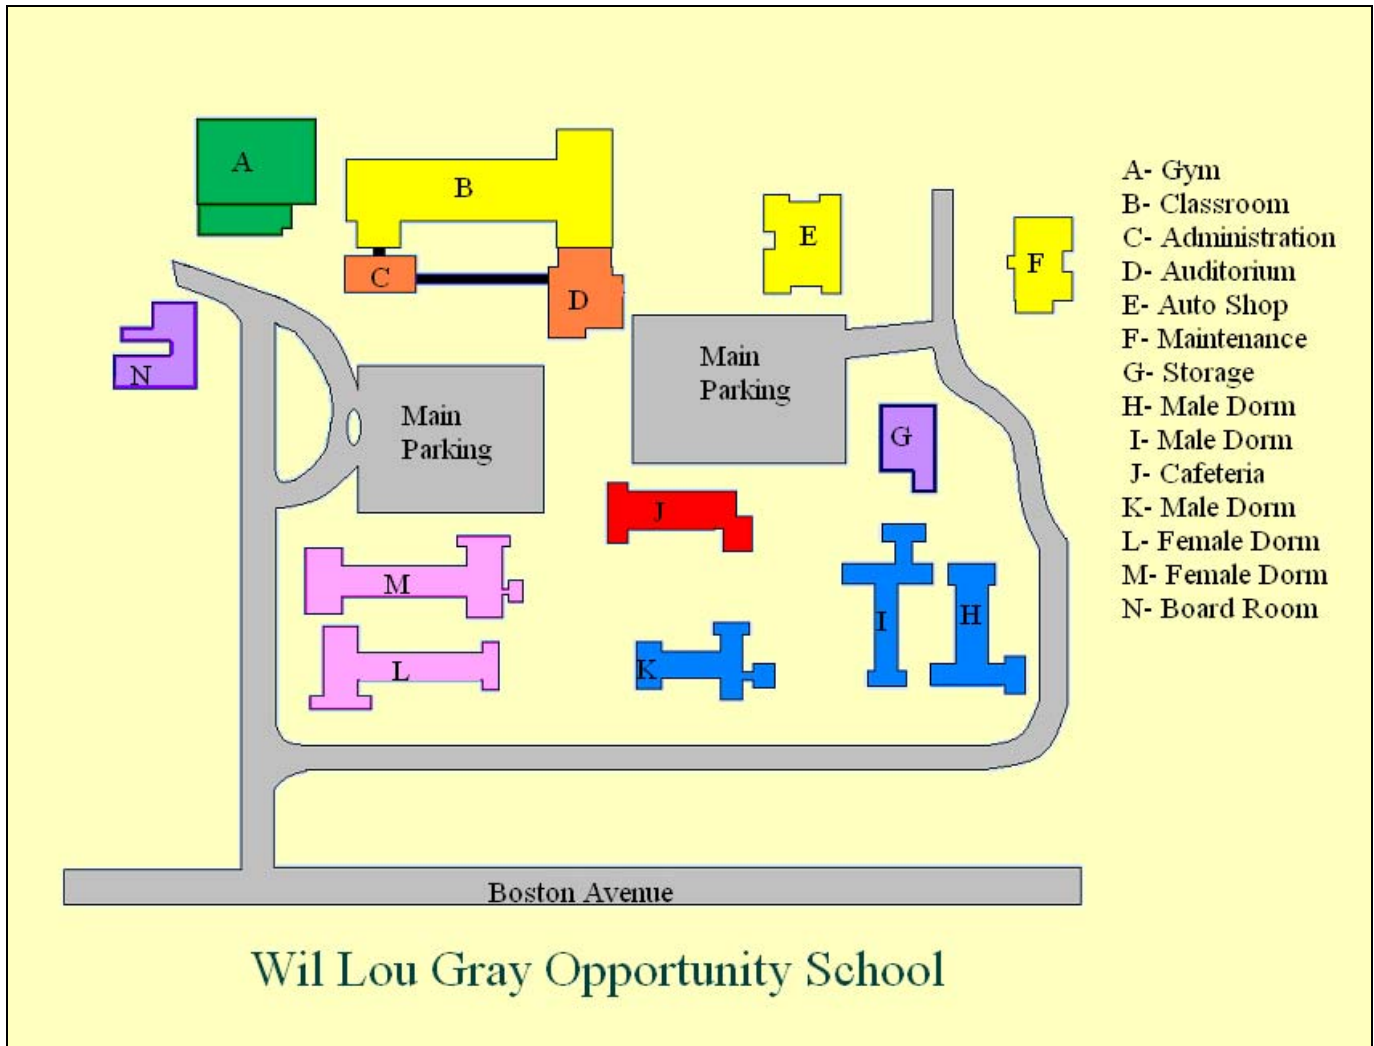 A
B
C
D
E
F
Main
Parking
Main
Parking
G
N
J
M
L
K
I
H
A- Gym
B- Classroom
C- Administration
D- Auditorium
E- Auto Shop
F- Maintenance
G- Storage
H- Male Dorm
I- Male Dorm
J- Cafeteria
K- Male Dorm
L- Female Dorm
M- Female Dorm
N- Board Room
Boston Avenue
Wil Lou Gray Opportunity School